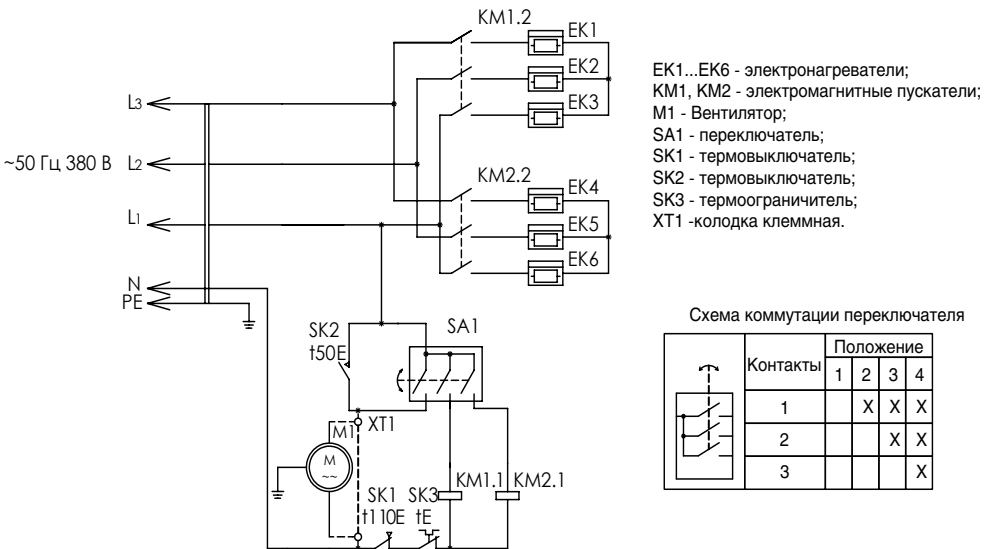 KM1.2
EK1
EK2
EK3
L3
~50 Гц 380 В
L2
KM2.2
EK4
EK5
EK6
L1
N
PE
SK2
t50E
SA1
M1
XT1
M
~~
SK1
t110E
SK3
tE
KM1.1
KM2.1
EK1...EK6 - электронагреватели;
KM1, KM2 - электромагнитные пускатели;
M1 - Вентилятор;
SA1 - переключатель;
SK1 - термовыключатель;
SK2 - термовыключатель;
SK3 - термоограничитель;
XT1 -колодка клеммная.
Схема коммутации переключателя
Контакты
Положение
1 2 3 4
1 X X X
2 X X
3 X